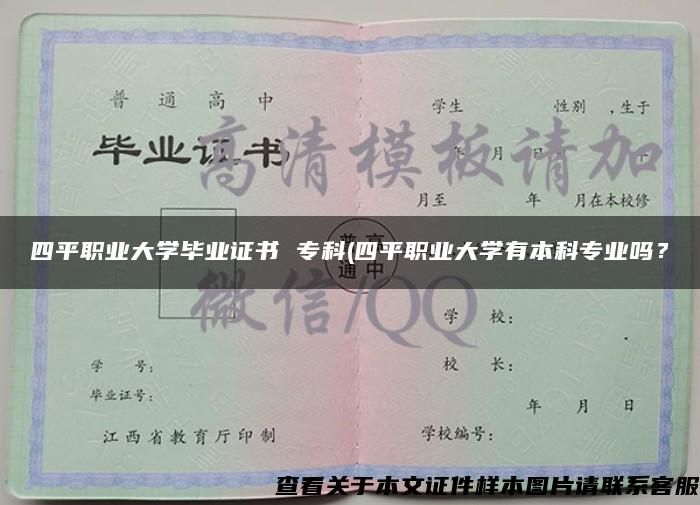 普通高中
毕业证书
学生 性别 ,生于
年 月 日
年
月至 年 月在本校修
高清模板请加
四平职业大学毕业证书 专科(四平职业大学有本科专业吗？
普高
通中
微信/QQ
学 校：
校 长：
学 号：
毕业证号：
年 月 日
江西省教育厅印制
学校编号：
查看关于本文证件样本图片请联系客服